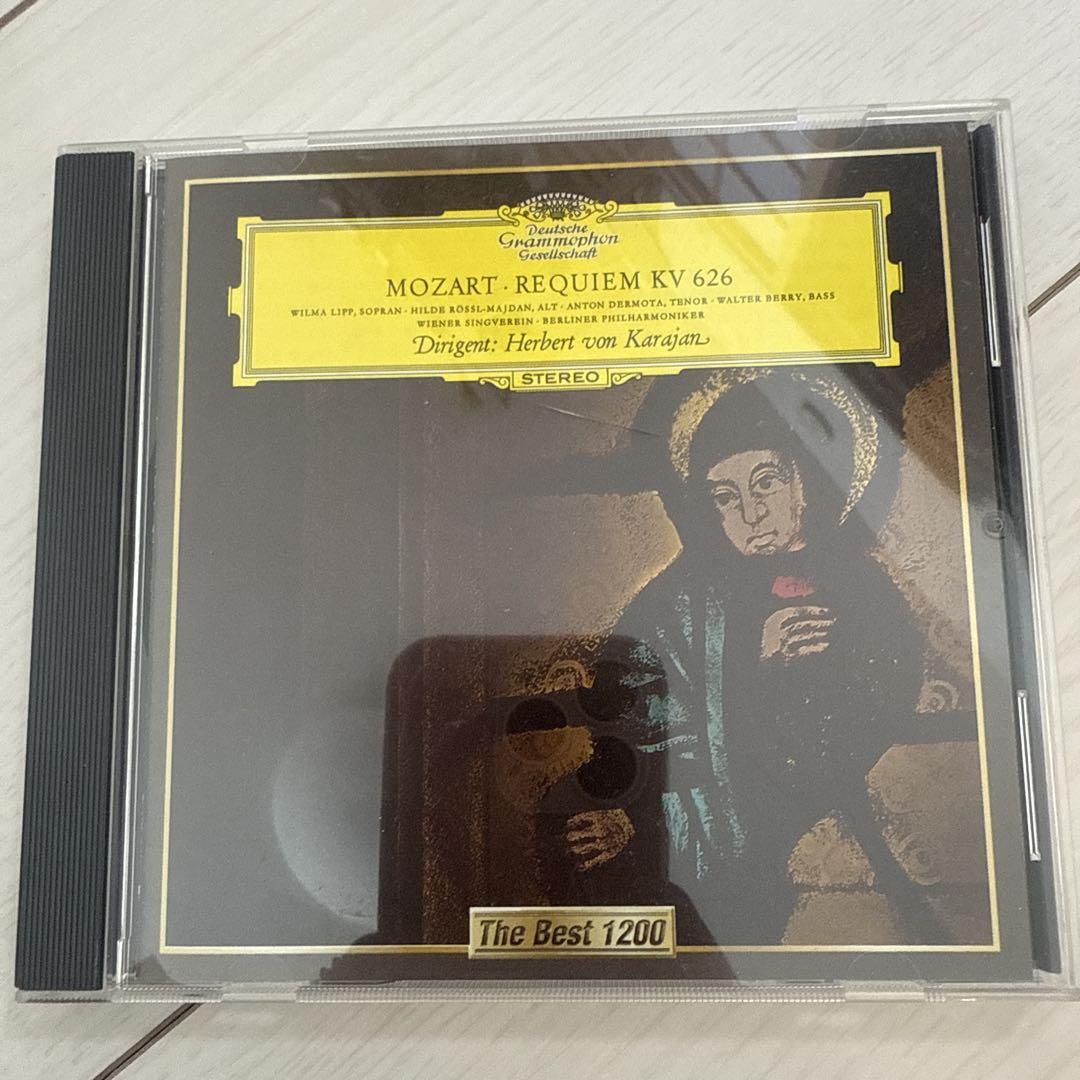 Deutsche
Grammophon
Gesellschaft
MOZART · REQUIEM KV 626
WILMA LIPP, SOPRAN · HILDE RÖSSL-MAJDAN, ALT · ANTON DERMOTA, TENOR · WALTER BERRY, BASS
WIENER SINGVEREIN · BERLINER PHILHARMONIKER
Dirigent: Herbert von Karajan
STEREO
The Best 1200